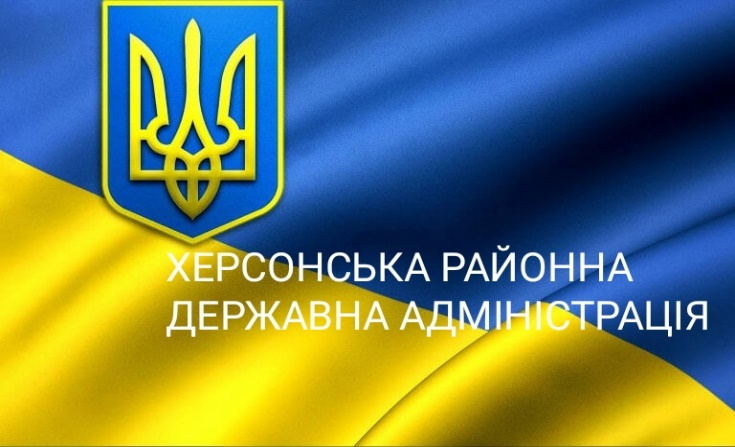 ХЕРСОНСЬКА РАЙОННА
ДЕРЖАВНА АДМІНІСТРАЦІЯ